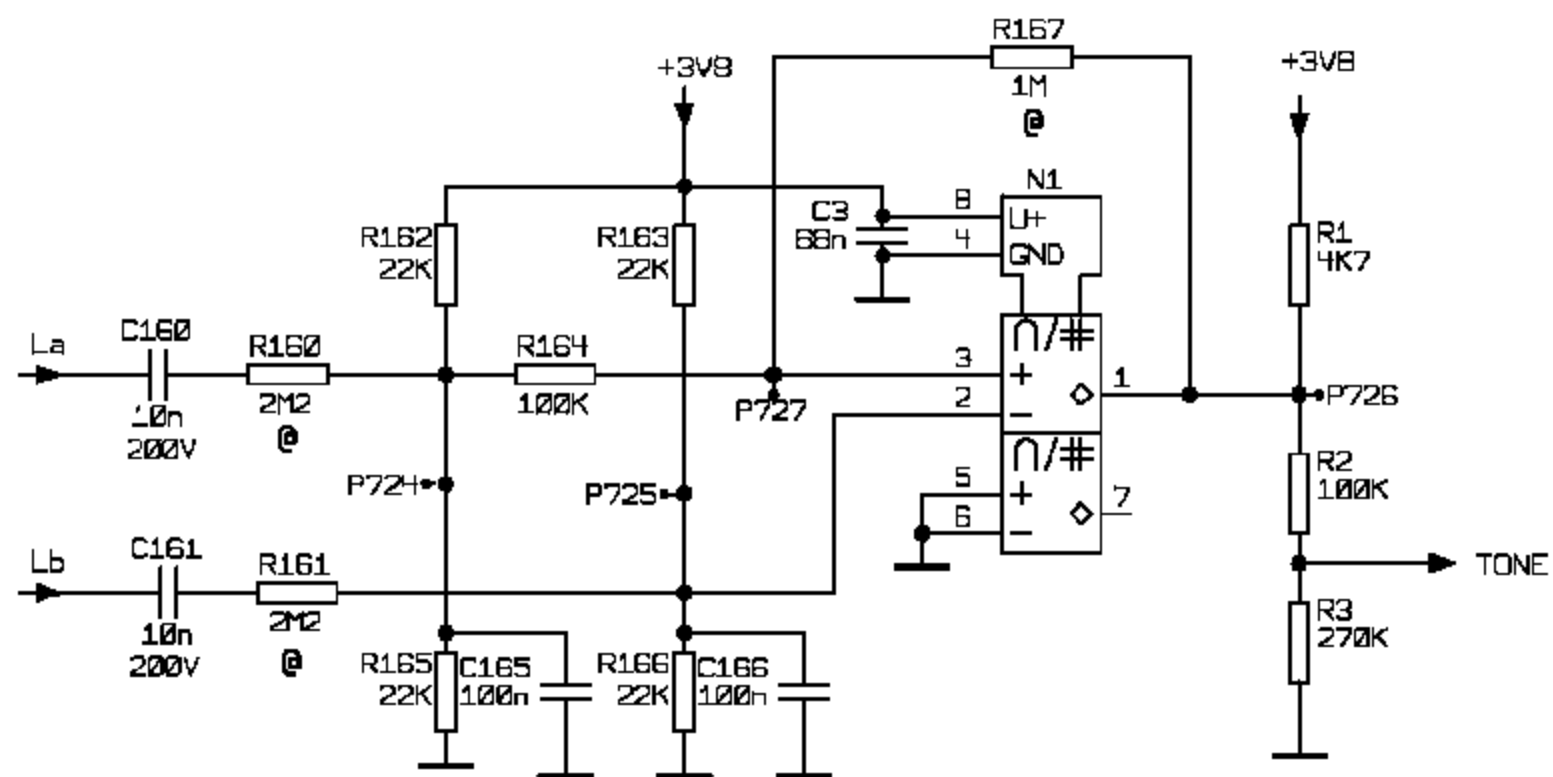 R167
1M
@
+3V8
+3V8
N1
8
U+
C3
68n
4
GND
R162
22K
R163
22K
R1
4K7
La
C160
10n
200V
R160
2M2
@
R164
100K
3
+
2
−
1
P727
P726
P724
P725
R2
100K
5
+
6
−
7
Lb
C161
10n
200V
R161
2M2
@
TONE
R3
270K
R165
22K
C165
100n
R166
22K
C166
100n